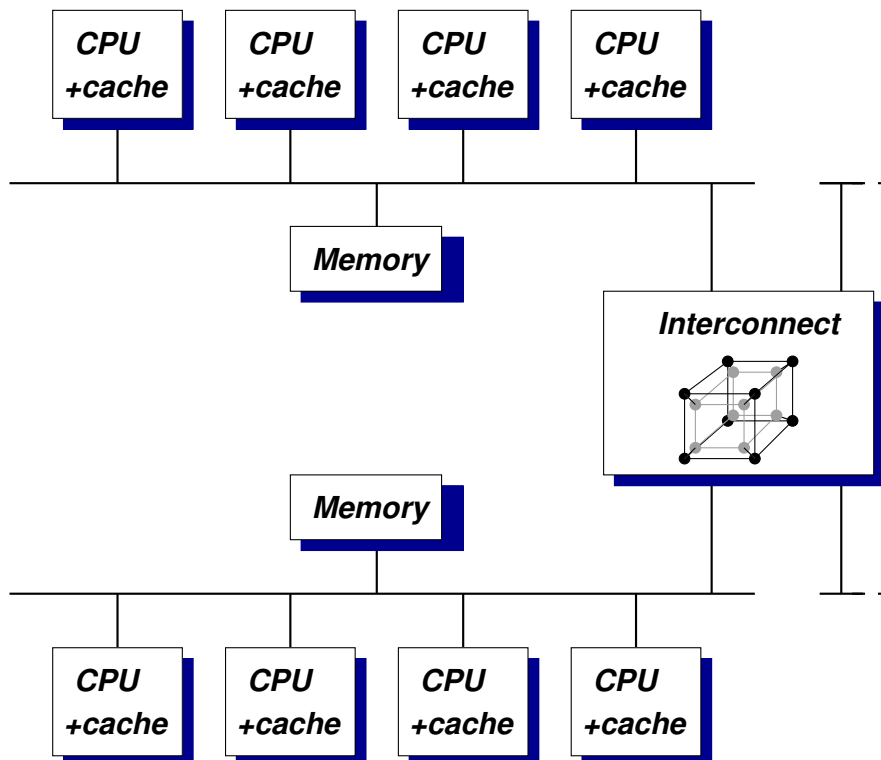 CPU
+cache
CPU
+cache
CPU
+cache
CPU
+cache
Memory
Interconnect
Memory
CPU
+cache
CPU
+cache
CPU
+cache
CPU
+cache